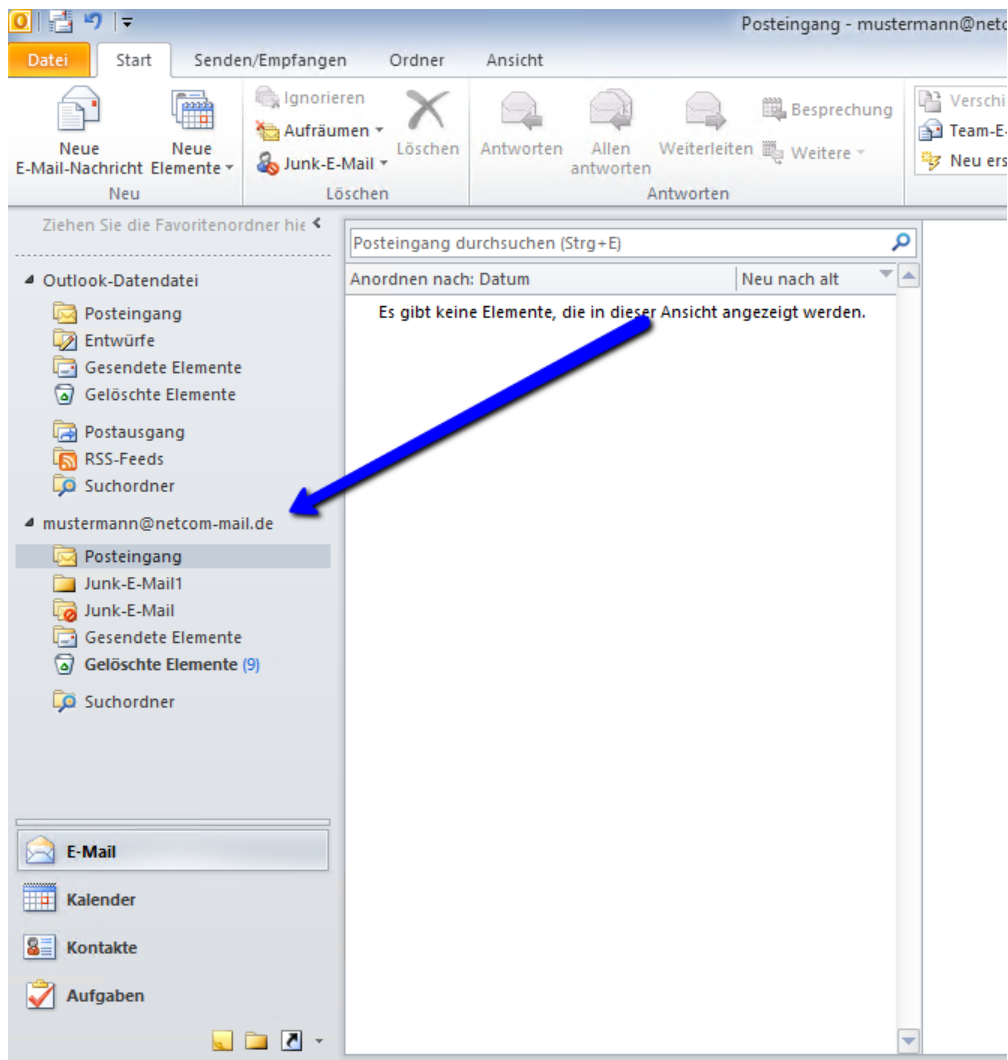 Posteingang - mustermann@netc
Datei Start Senden/Empfangen Ordner Ansicht
Neue E-Mail-Nachricht
Neue Elemente
Neu
Ignorieren
Aufräumen
Junk-E-Mail
Löschen
Löschen
Antworten
Allen antworten
Weiterleiten
Besprechung
Weitere
Antworten
Verschi
Team-E-
Neu ers
Ziehen Sie die Favoritenordner hie
Outlook-Datendatei
Posteingang
Entwürfe
Gesendete Elemente
Gelöschte Elemente
Postausgang
RSS-Feeds
Suchordner
mustermann@netcom-mail.de
Posteingang
Junk-E-Mail1
Junk-E-Mail
Gesendete Elemente
Gelöschte Elemente (9)
Suchordner
E-Mail
Kalender
Kontakte
Aufgaben
Posteingang durchsuchen (Strg+E)
Anordnen nach: Datum Neu nach alt
Es gibt keine Elemente, die in dieser Ansicht angezeigt werden.